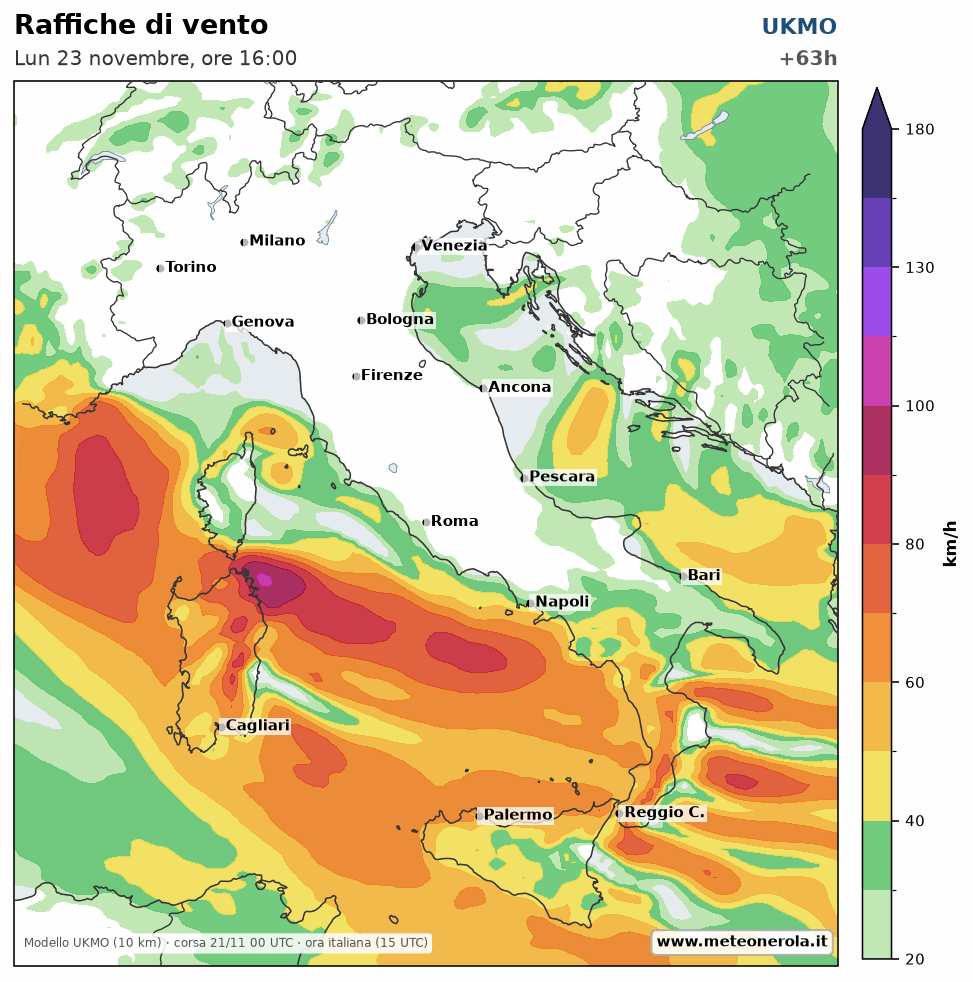 Raffiche di vento
UKMO
Lun 23 novembre, ore 16:00
+63h
180
Milano
Venezia
Torino
130
Genova
Bologna
Firenze
Ancona
100
Pescara
Roma
80
km/h
Bari
Napoli
60
Cagliari
Palermo
Reggio C.
40
Modello UKMO (10 km) · corsa 21/11 00 UTC · ora italiana (15 UTC)
www.meteonerola.it
20